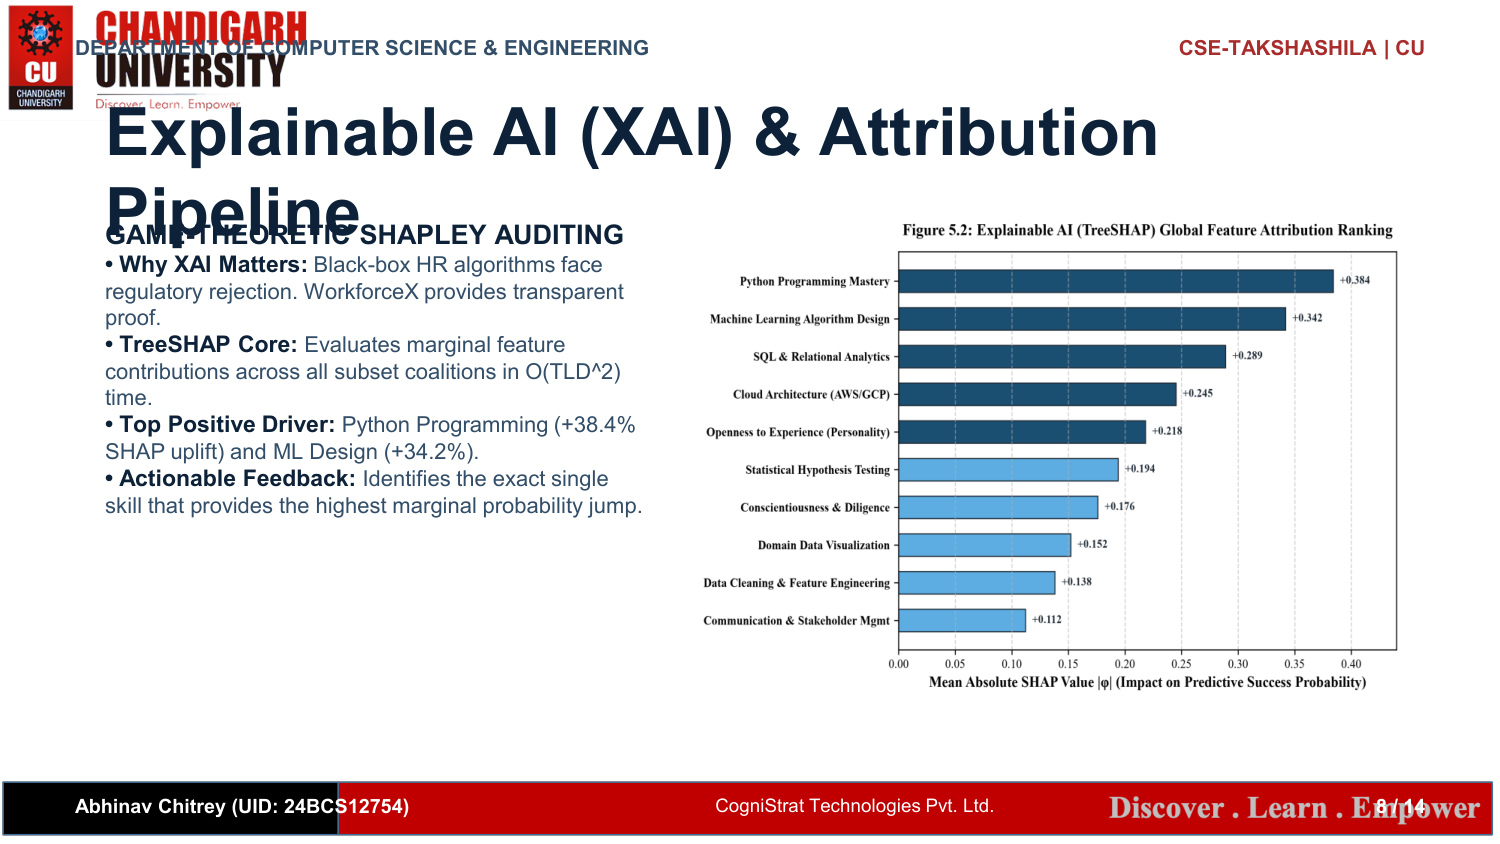 CHANDIGARH
UNIVERSITY
Discover. Learn. Empower.
CU
CHANDIGARH
UNIVERSITY
DEPARTMENT OF COMPUTER SCIENCE & ENGINEERING
CSE-TAKSHASHILA | CU
Explainable AI (XAI) & Attribution
Pipeline
GAME-THEORETIC SHAPLEY AUDITING
• Why XAI Matters: Black-box HR algorithms face
regulatory rejection. WorkforceX provides transparent
proof.
• TreeSHAP Core: Evaluates marginal feature
contributions across all subset coalitions in O(TLD^2)
time.
• Top Positive Driver: Python Programming (+38.4%
SHAP uplift) and ML Design (+34.2%).
• Actionable Feedback: Identifies the exact single
skill that provides the highest marginal probability jump.
Figure 5.2: Explainable AI (TreeSHAP) Global Feature Attribution Ranking
Python Programming Mastery +0.384
Machine Learning Algorithm Design +0.342
SQL & Relational Analytics +0.289
Cloud Architecture (AWS/GCP) +0.245
Openness to Experience (Personality) +0.218
Statistical Hypothesis Testing +0.194
Conscientiousness & Diligence +0.176
Domain Data Visualization +0.152
Data Cleaning & Feature Engineering +0.138
Communication & Stakeholder Mgmt +0.112
0.00 0.05 0.10 0.15 0.20 0.25 0.30 0.35 0.40
Mean Absolute SHAP Value |φ| (Impact on Predictive Success Probability)
Abhinav Chitrey (UID: 24BCS12754)
CogniStrat Technologies Pvt. Ltd.
Discover . Learn . Empower
8 / 14